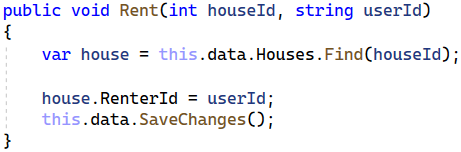 public void Rent(int houseId, string userId)
{
    var house = this.data.Houses.Find(houseId);

    house.RenterId = userId;
    this.data.SaveChanges();
}